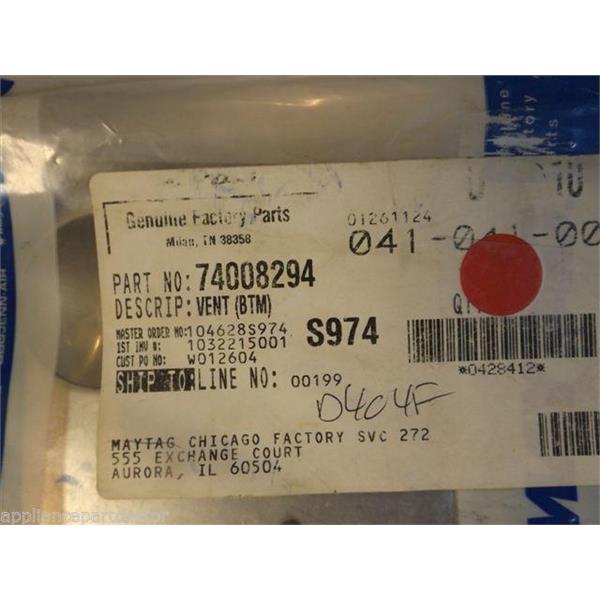 Genuine Factory Parts
Milan, TN 38358
01261124
041-041-00
PART NO: 74008294
DESCRIP: VENT (BTM)
MASTER ORDER NO: 104628S974
S974
1ST INV #: 1032215001
CUST PO NO: W012604
*0428412*
SHIP TO: LINE NO: 00199
D404F
MAYTAG CHICAGO FACTORY SVC 272
555 EXCHANGE COURT
AURORA, IL 60504